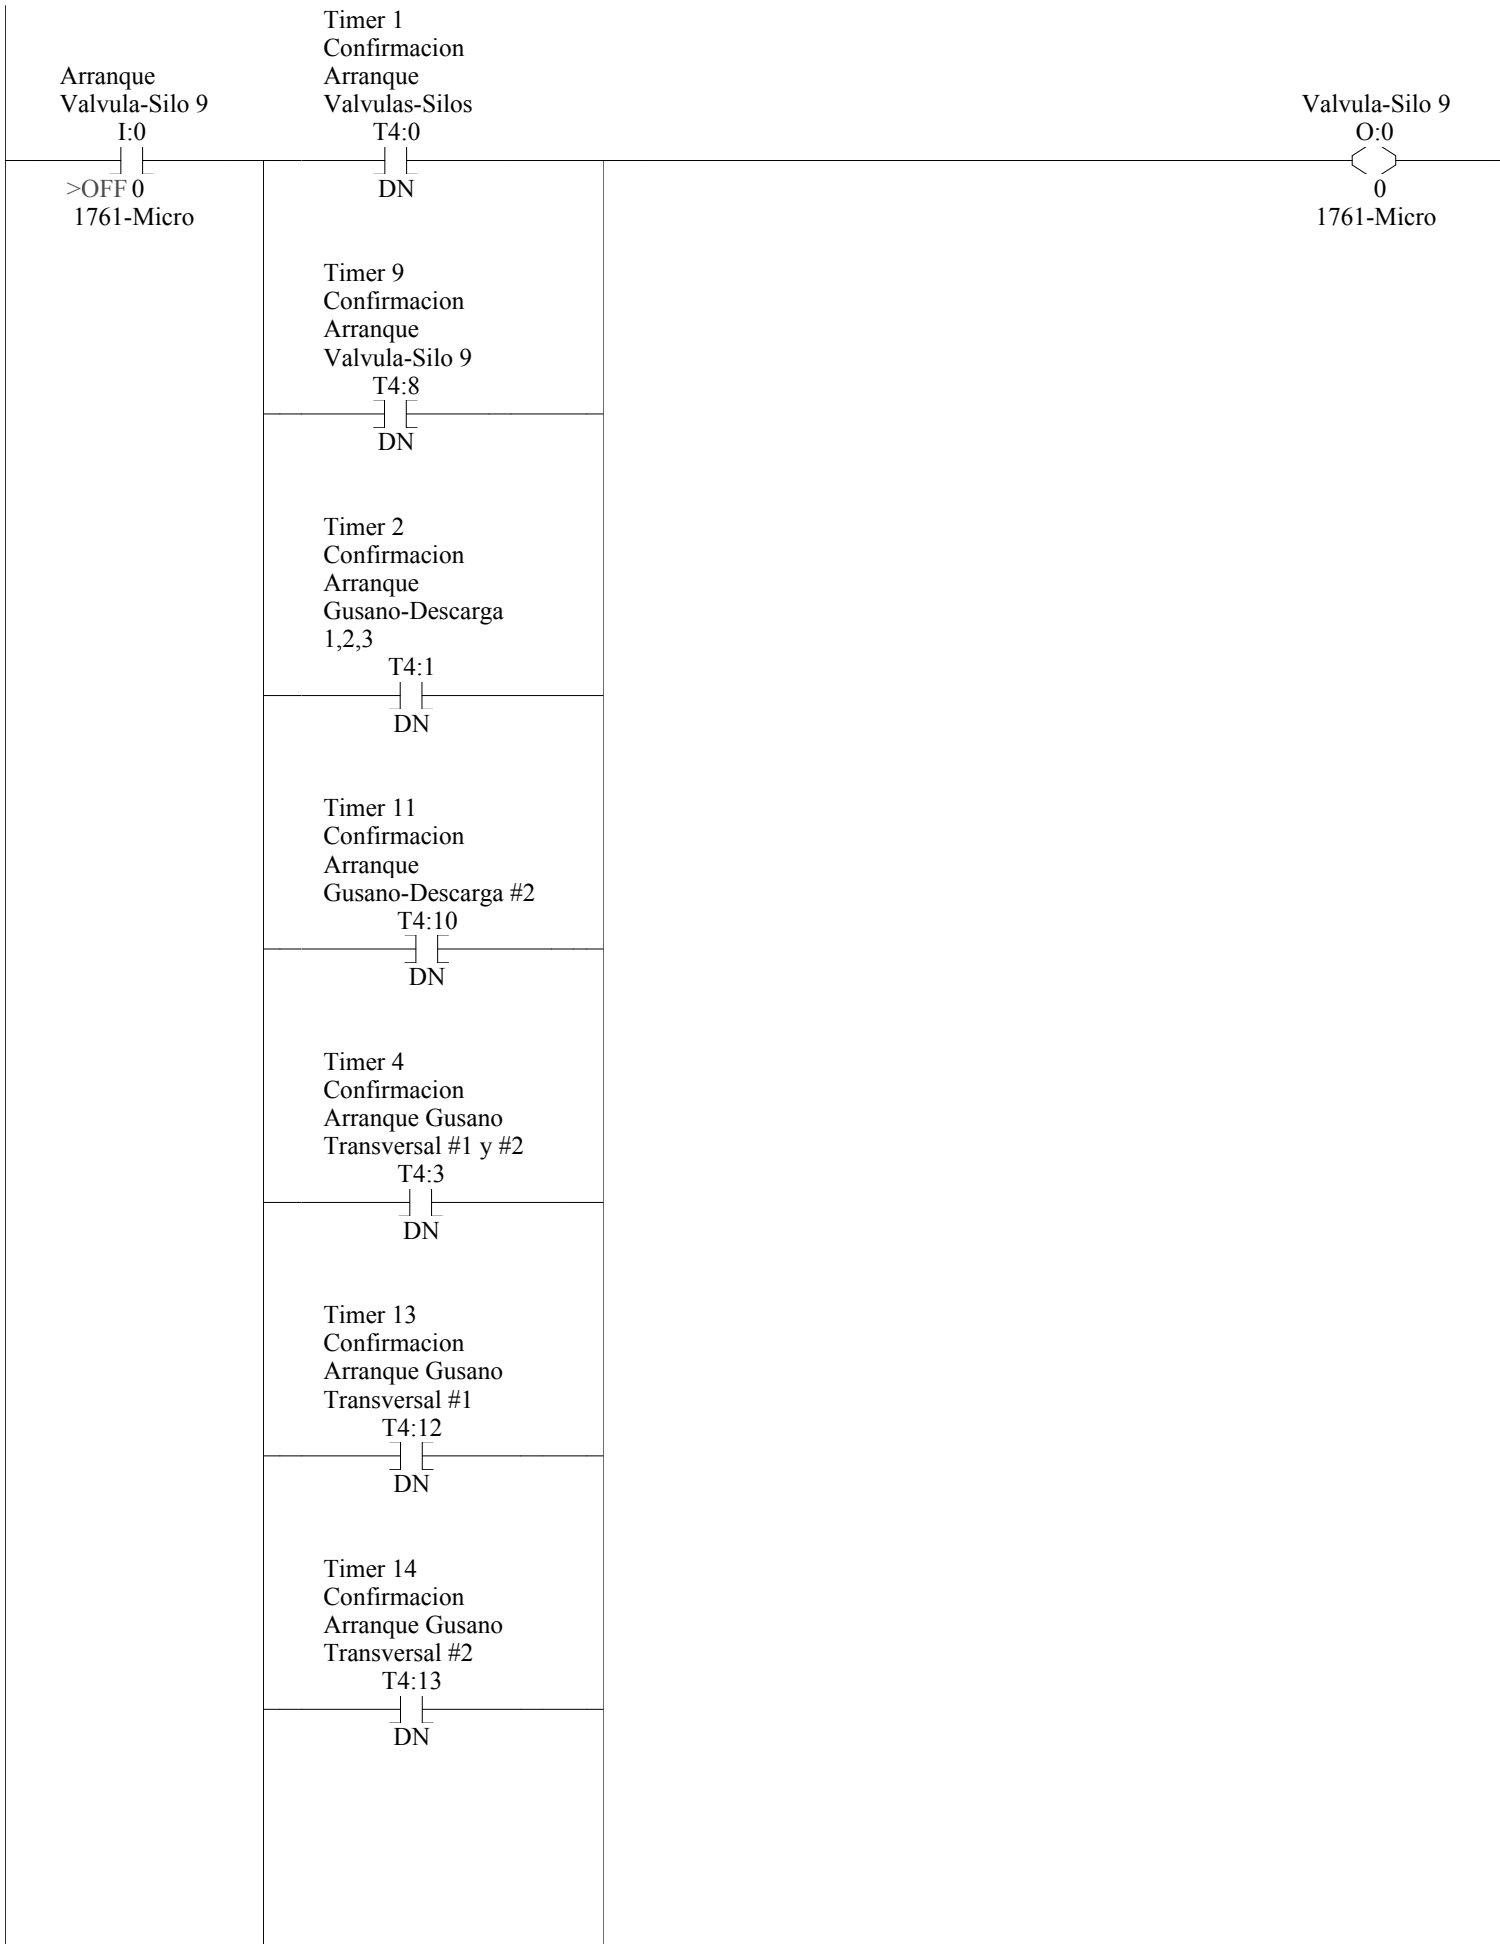 Arranque
Valvula-Silo 9
I:0
>OFF 0
1761-Micro
Timer 1
Confirmacion
Arranque
Valvulas-Silos
T4:0
DN
Valvula-Silo 9
O:0
0
1761-Micro
Timer 9
Confirmacion
Arranque
Valvula-Silo 9
T4:8
DN
Timer 2
Confirmacion
Arranque
Gusano-Descarga
1,2,3
T4:1
DN
Timer 11
Confirmacion
Arranque
Gusano-Descarga #2
T4:10
DN
Timer 4
Confirmacion
Arranque Gusano
Transversal #1 y #2
T4:3
DN
Timer 13
Confirmacion
Arranque Gusano
Transversal #1
T4:12
DN
Timer 14
Confirmacion
Arranque Gusano
Transversal #2
T4:13
DN